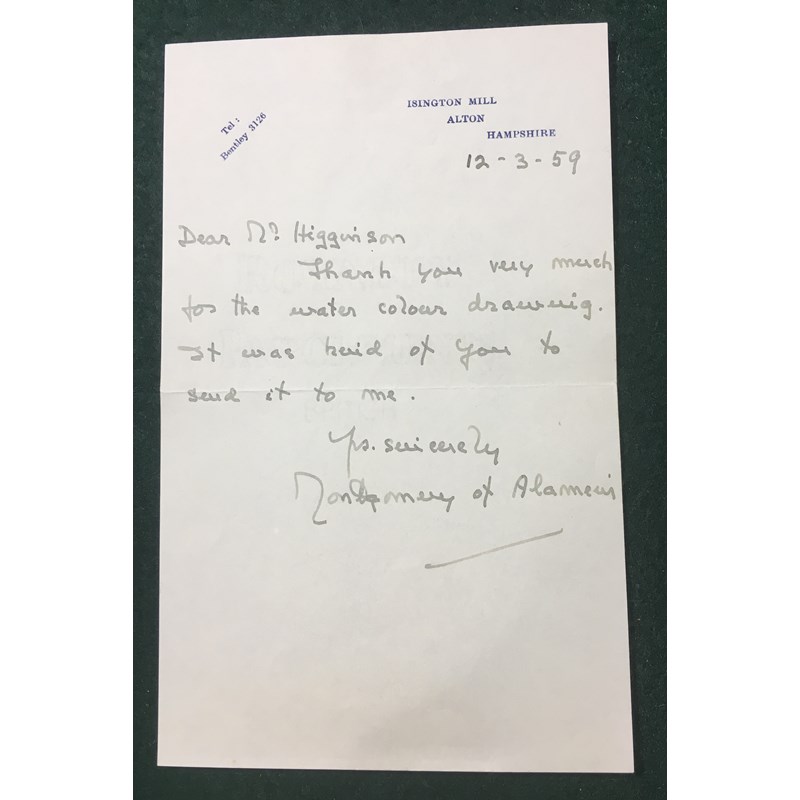 Tel :
Bentley 3126
ISINGTON MILL
ALTON
HAMPSHIRE
12-3-59
Dear Mr Higginson
Thank you very much
for the water colour drawing.
It was kind of you to
send it to me.
Yrs. sincerely
Montgomery of Alamein